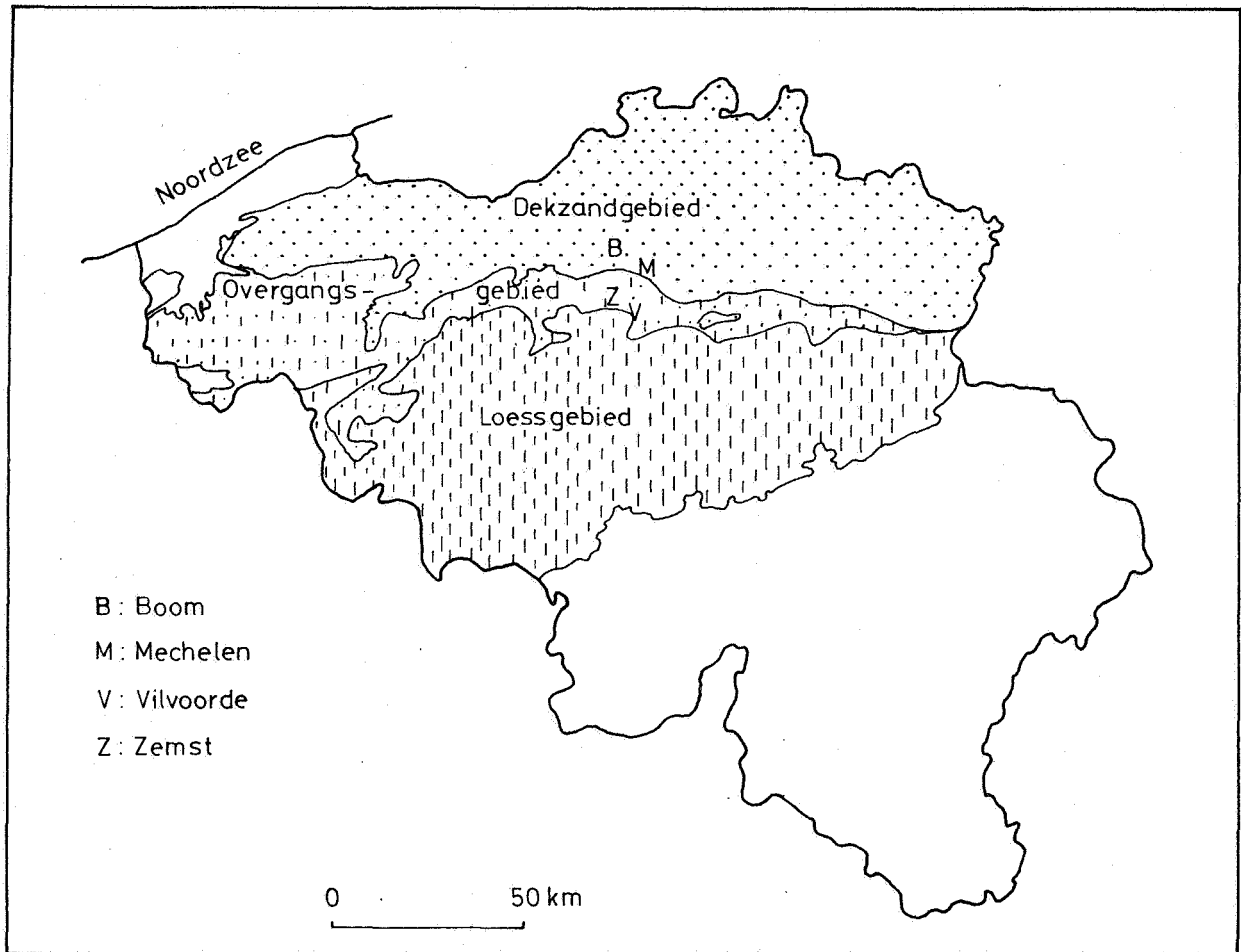 Noordzee
Dekzandgebied
B
M
Overgangs-
gebied
Z
V
Loessgebied
B : Boom
M : Mechelen
V : Vilvoorde
Z : Zemst
0 50 km